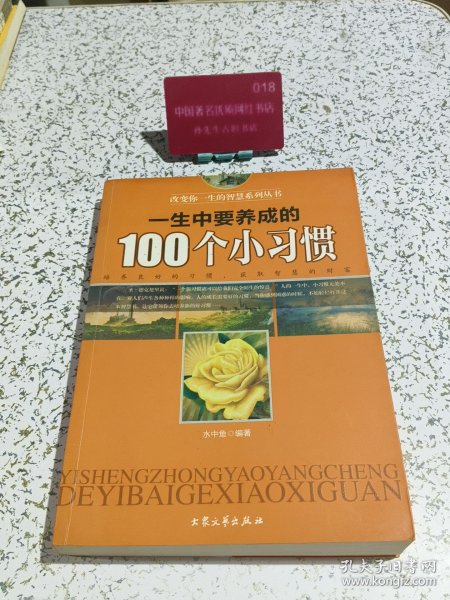 018
中国著名优质网红书店
孙先生古旧书店
改变你一生的智慧系列丛书
一生中要养成的
100个小习惯
培养良好的习惯，获取智慧的财富
水中鱼◎编著
YISHENGZHONGYAOYANGCHENG
DEYIBAIGEXIAOXIGUAN
大众文艺出版社
孔夫子旧书网
www.kongfz.com